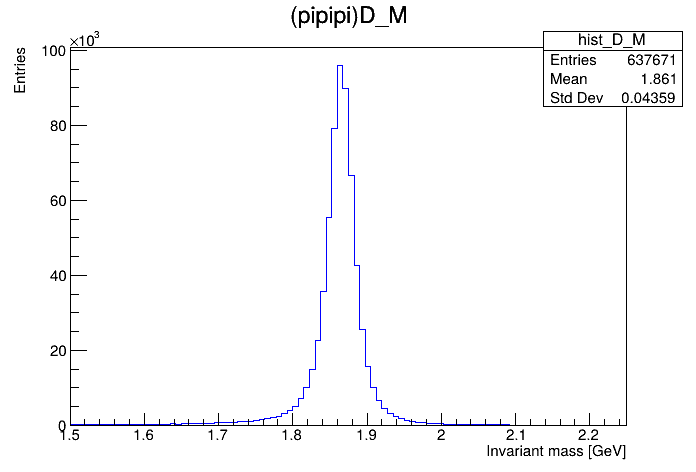 (pipipi)D_M
×10³
hist_D_M
Entries 637671
Mean 1.861
Std Dev 0.04359
Entries
100
80
60
40
20
0
1.5 1.6 1.7 1.8 1.9 2 2.1 2.2
Invariant mass [GeV]